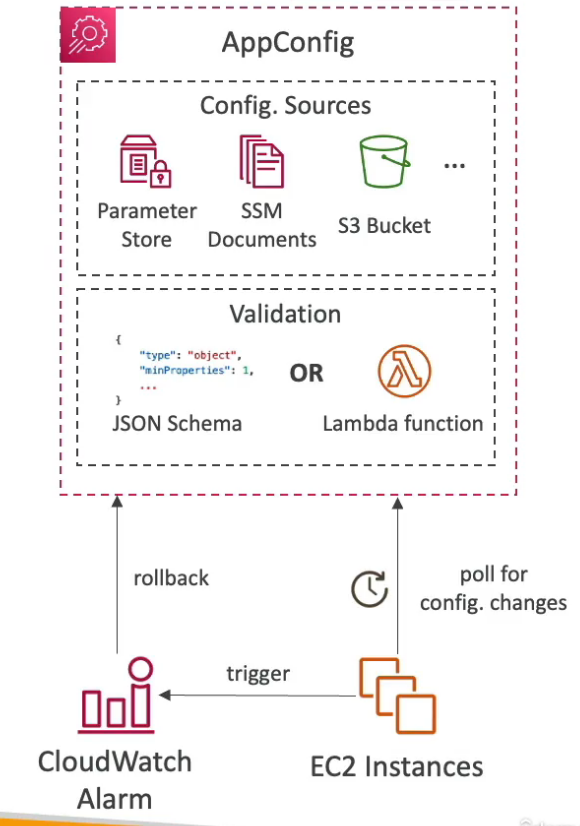 AppConfig
Config. Sources
Parameter
Store
SSM
Documents
S3 Bucket
...
Validation
{
"type": "object",
"minProperties": 1,
...
}
JSON Schema
OR
Lambda function
rollback
poll for
config. changes
trigger
CloudWatch
Alarm
EC2 Instances